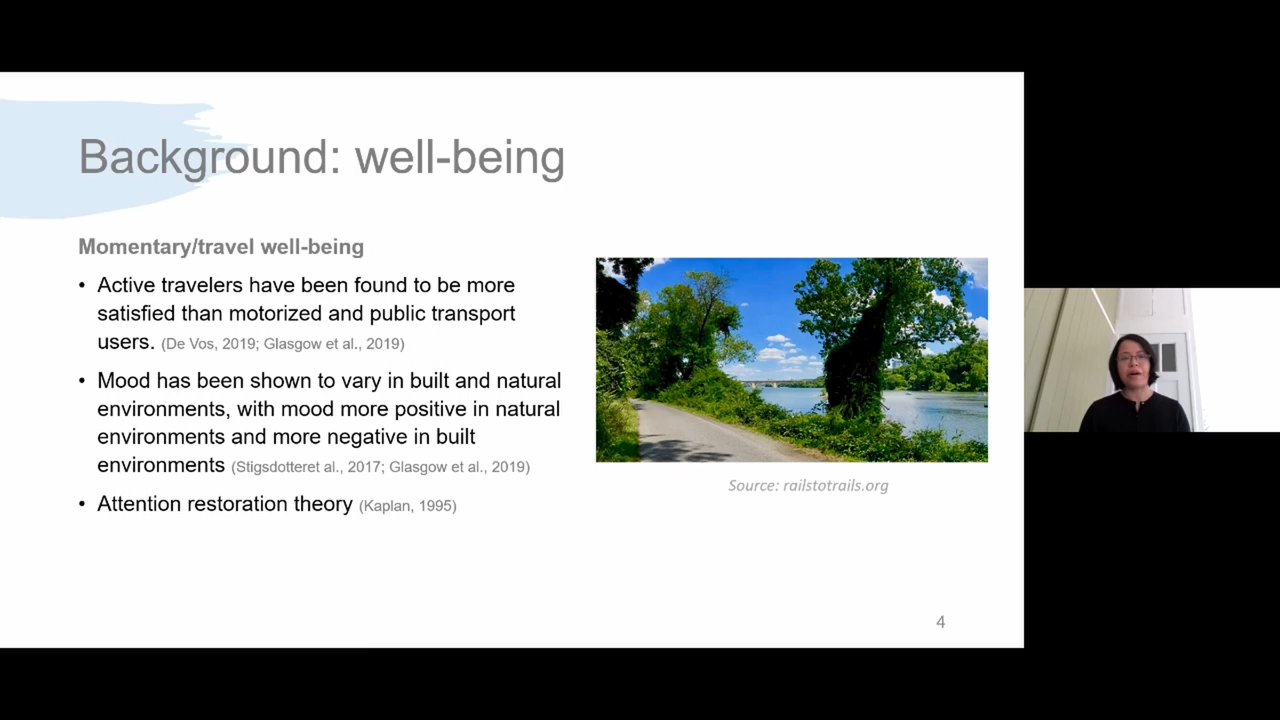 Background: well-being
Momentary/travel well-being
• Active travelers have been found to be more
satisfied than motorized and public transport
users. (De Vos, 2019; Glasgow et al., 2019)
• Mood has been shown to vary in built and natural
environments, with mood more positive in natural
environments and more negative in built
environments (Stigsdotteret al., 2017; Glasgow et al., 2019)
• Attention restoration theory (Kaplan, 1995)
Source: railstotrails.org
4